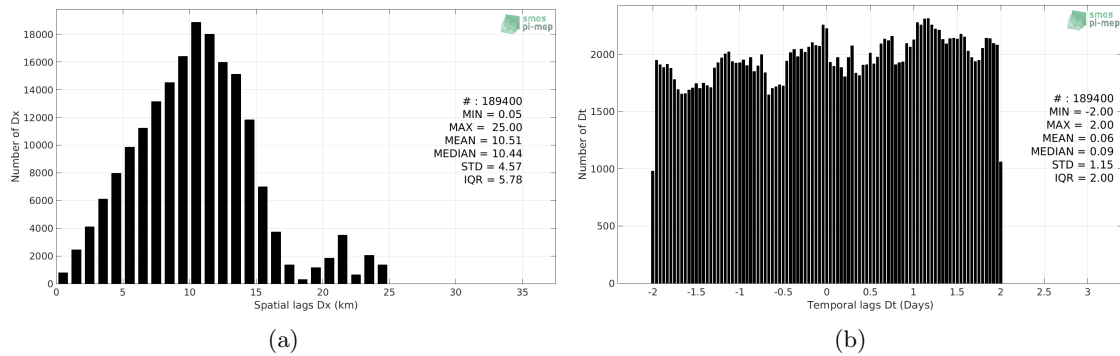 smos
pi-mep
18000
16000
14000
12000
10000
8000
6000
4000
2000
0
Number of Dx
# : 189400
MIN = 0.05
MAX = 25.00
MEAN = 10.51
MEDIAN = 10.44
STD = 4.57
IQR = 5.78
0 5 10 15 20 25 30 35
Spatial lags Dx (km)
(a)
smos
pi-mep
2000
1500
1000
500
0
Number of Dt
# : 189400
MIN = -2.00
MAX = 2.00
MEAN = 0.06
MEDIAN = 0.09
STD = 1.15
IQR = 2.00
-2 -1.5 -1 -0.5 0 0.5 1 1.5 2 2.5 3
Temporal lags Dt (Days)
(b)